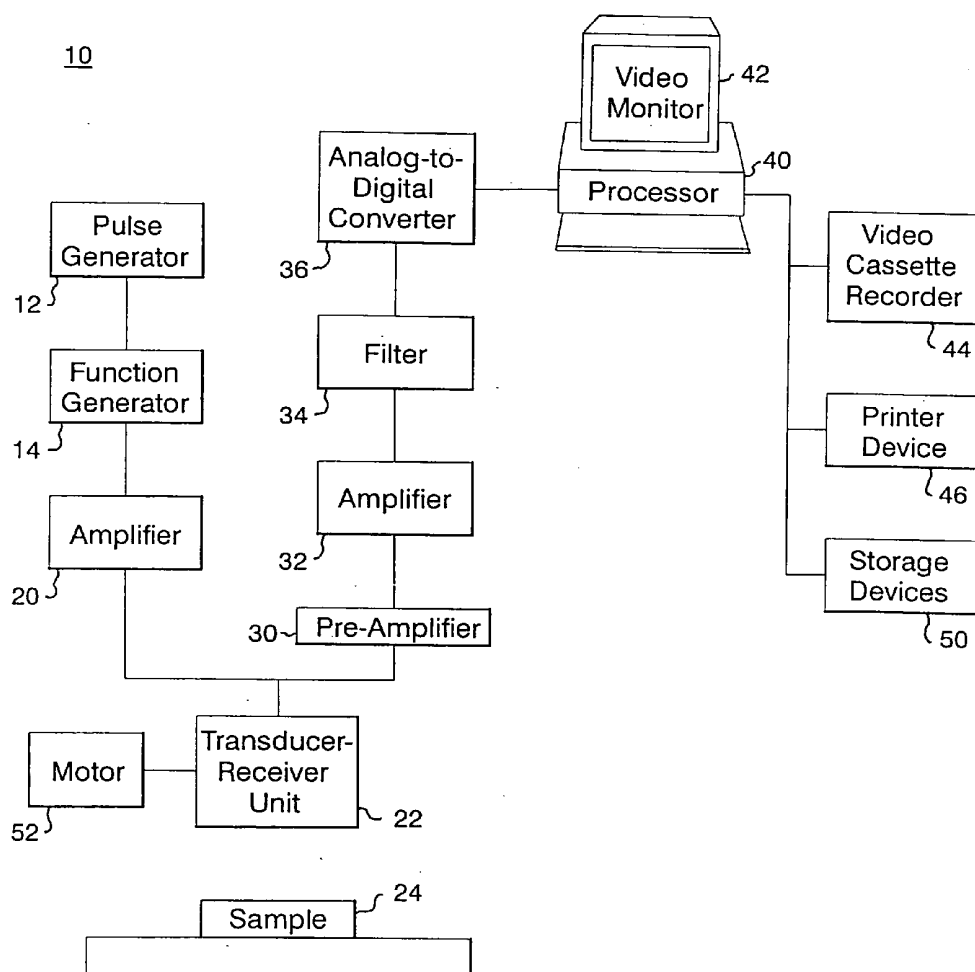 10
Video
Monitor
42
Analog-to-
Digital
Converter
36
40
Processor
Pulse
Generator
12
Video
Cassette
Recorder
44
Filter
34
Function
Generator
14
Printer
Device
46
Amplifier
32
Amplifier
20
Storage
Devices
50
30
Pre-Amplifier
Motor
52
Transducer-
Receiver
Unit
22
24
Sample